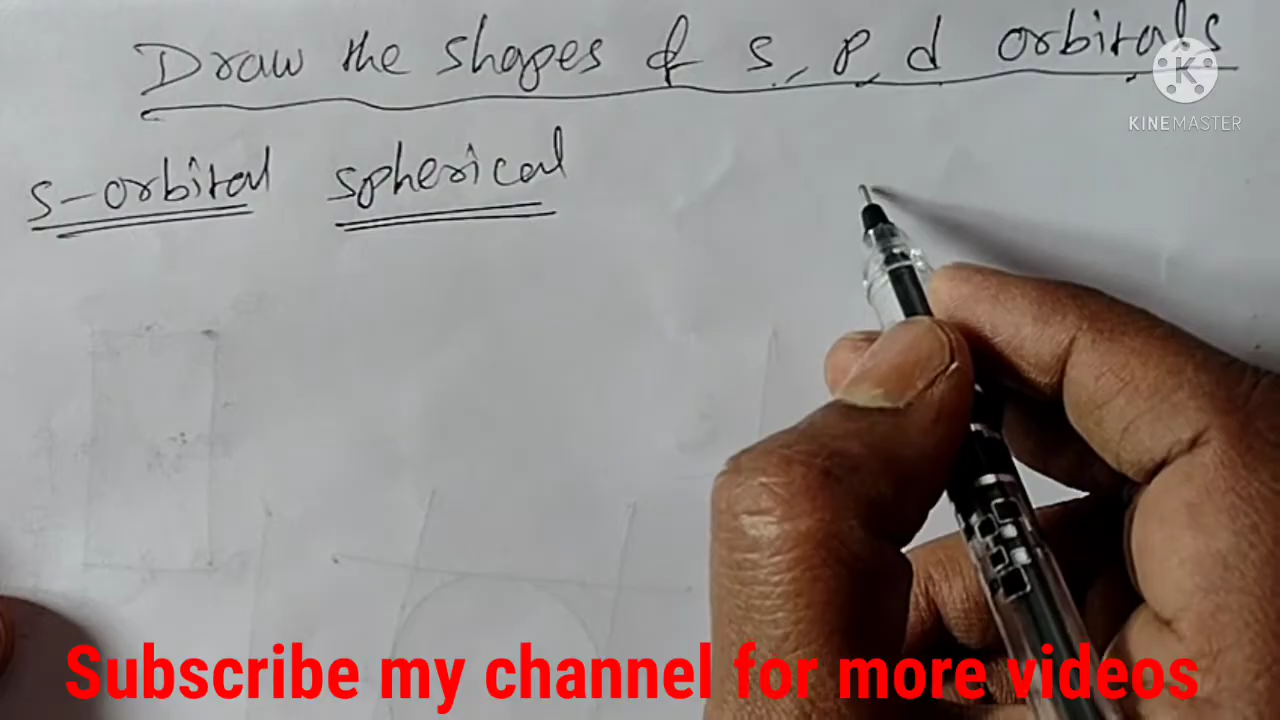 Draw the shapes of s, p, d orbitals
KINEMASTER
s-orbital spherical
Subscribe my channel for more videos